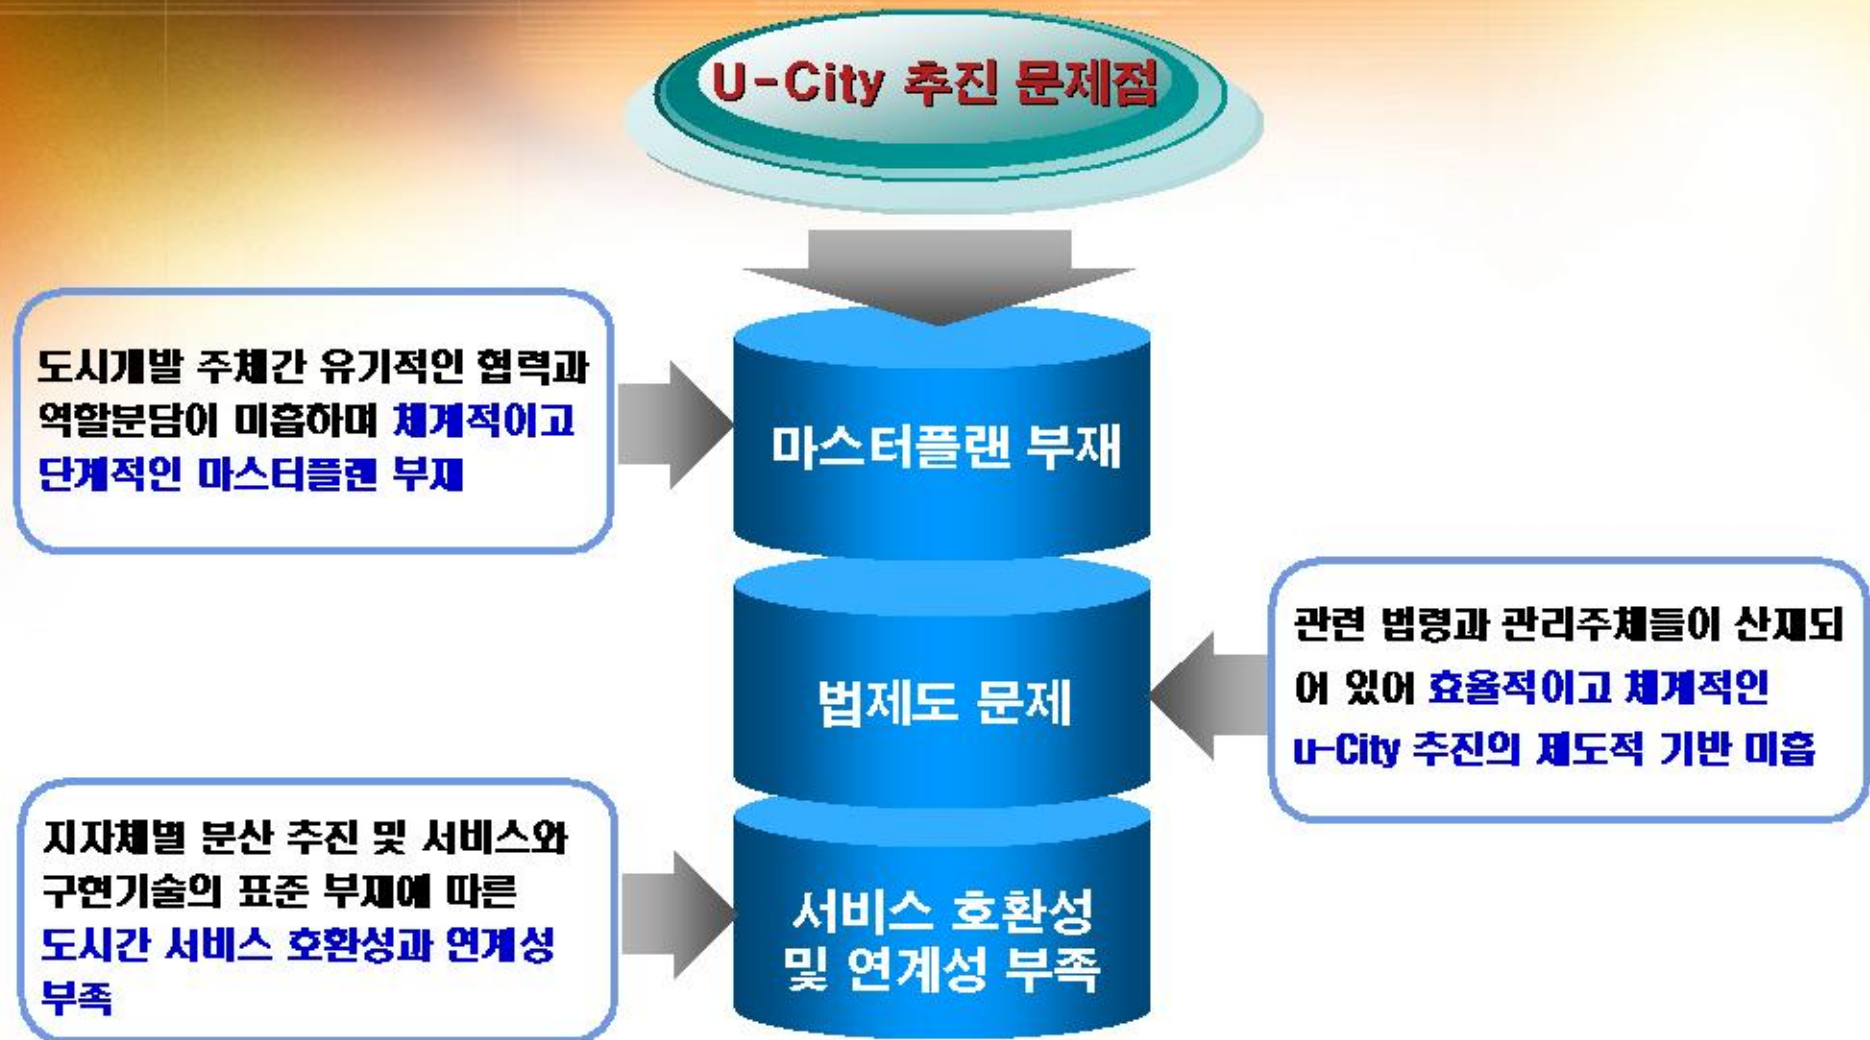 U-City 추진 문제점
도시개발 주체간 유기적인 협력과
역할분담이 미흡하며 체계적이고
단계적인 마스터플랜 부재
마스터플랜 부재
관련 법령과 관리주체들이 산재되
어 있어 효율적이고 체계적인
u-City 추진의 제도적 기반 미흡
법제도 문제
지자체별 분산 추진 및 서비스와
구현기술의 표준 부재에 따른
도시간 서비스 호환성과 연계성
부족
서비스 호환성
및 연계성 부족